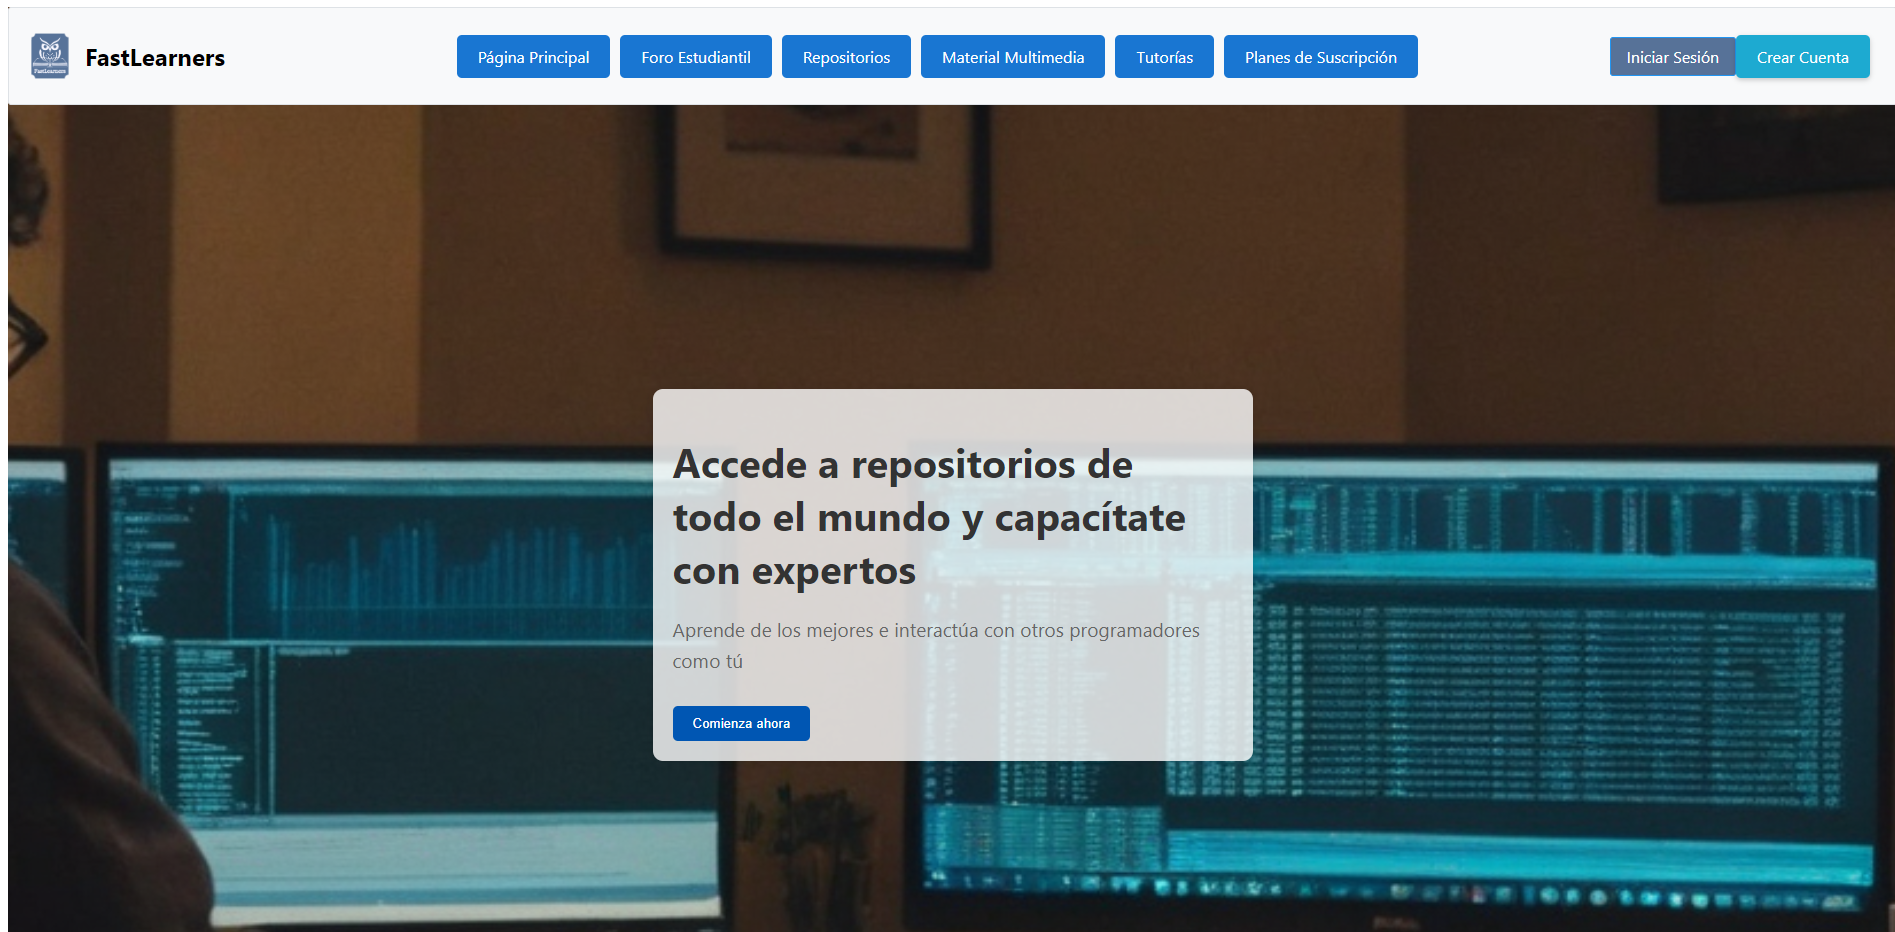 FastLearners
FastLearners
Página Principal
Foro Estudiantil
Repositorios
Material Multimedia
Tutorías
Planes de Suscripción
Iniciar Sesión
Crear Cuenta
Accede a repositorios de
todo el mundo y capacítate
con expertos
Aprende de los mejores e interactúa con otros programadores
como tú
Comienza ahora